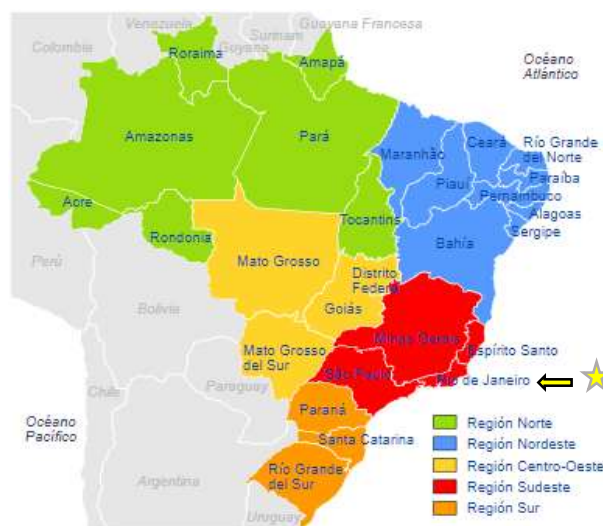 Venezuela
Guayana Francesa
Surinam
Colombia
Guyana
Roraima
Amapá
Océano
Atlántico
Amazonas
Pará
Maranhão
Ceará
Río Grande
del Norte
Piauí
Paraíba
Pernambuco
Acre
Tocantins
Alagoas
Sergipe
Rondonia
Bahía
Perú
Mato Grosso
Distrito
Federal
Goiás
Bolivia
Minas Gerais
Mato Grosso
del Sur
Espírito Santo
São Paulo
Río de Janeiro
Paraguay
Chile
Paraná
Océano
Pacífico
Región Norte
Santa Catarina
Región Nordeste
Río Grande
del Sur
Región Centro-Oeste
Argentina
Región Sudeste
Uruguay
Región Sur